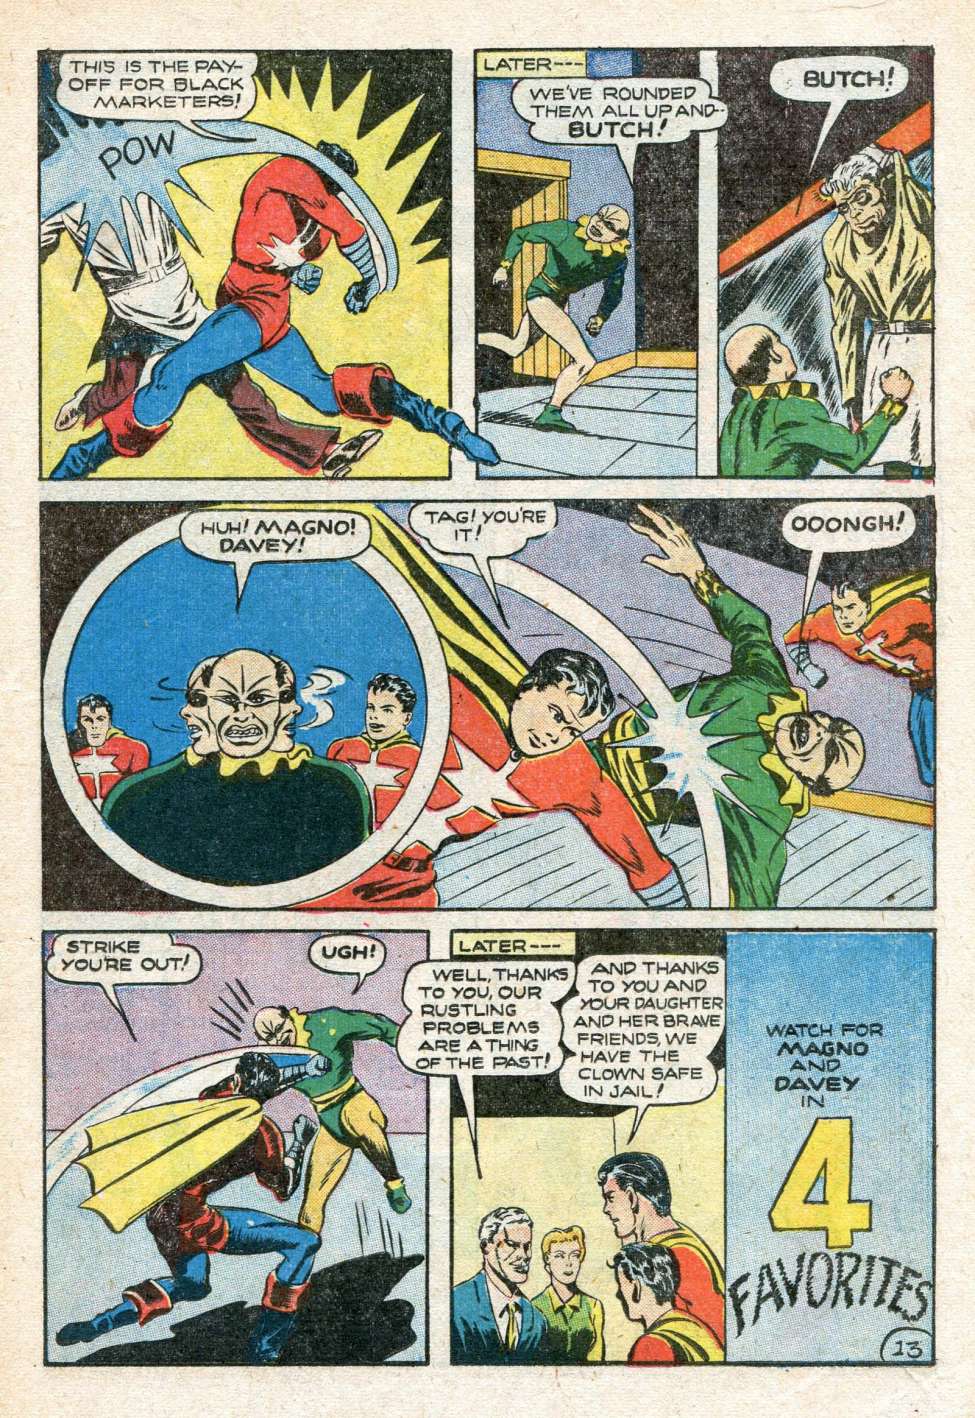 THIS IS THE PAY-
OFF FOR BLACK
MARKETERS!
POW
LATER---
WE'VE ROUNDED
THEM ALL UP AND--
BUTCH!
BUTCH!
HUH! MAGNO!
DAVEY!
TAG! YOU'RE
IT!
OOONGH!
STRIKE
YOU'RE OUT!
UGH!
LATER---
WELL, THANKS
TO YOU, OUR
RUSTLING
PROBLEMS
ARE A THING
OF THE PAST!
AND THANKS
TO YOU AND
YOUR DAUGHTER
AND HER BRAVE
FRIENDS, WE
HAVE THE
CLOWN SAFE
IN JAIL!
WATCH FOR
MAGNO
AND
DAVEY
IN
4
FAVORITES
13